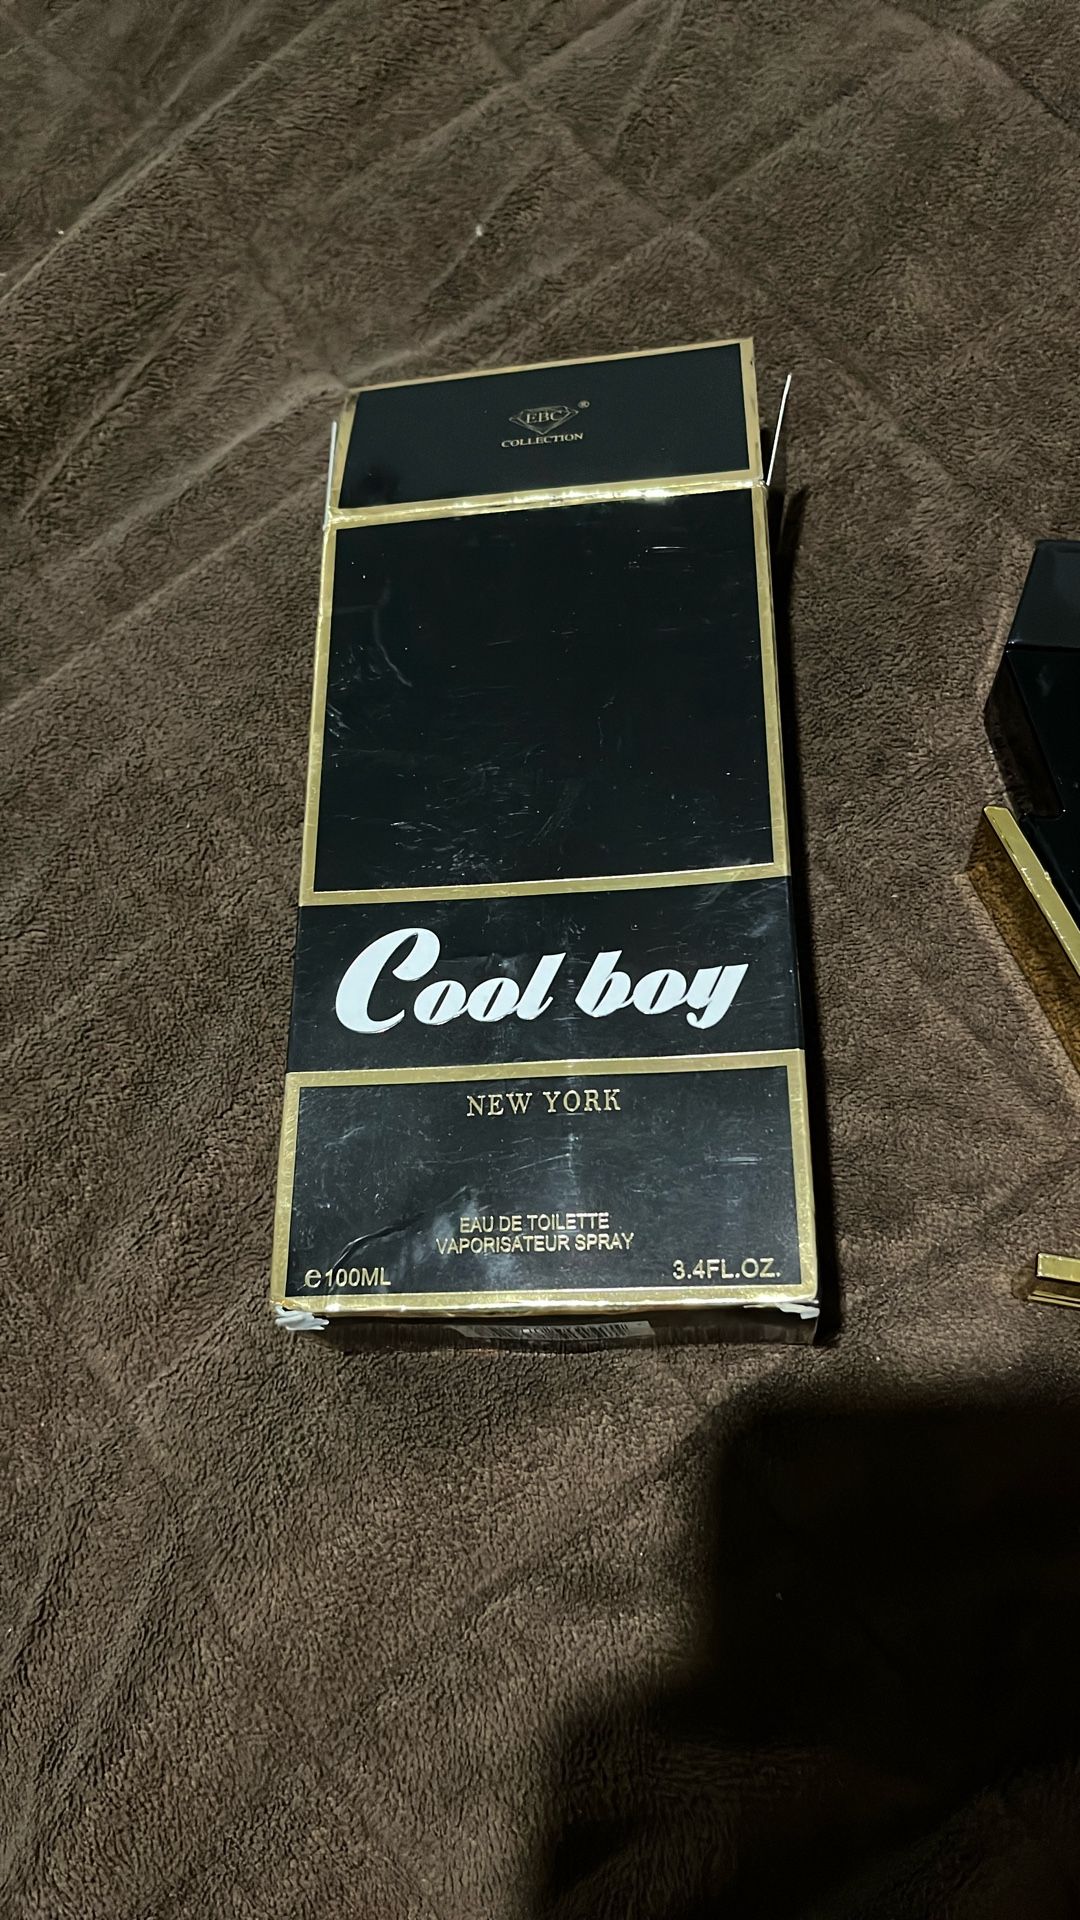 EBC®
COLLECTION
Cool boy
NEW YORK
EAU DE TOILETTE
VAPORISATEUR SPRAY
℮100ML
3.4FL.OZ.